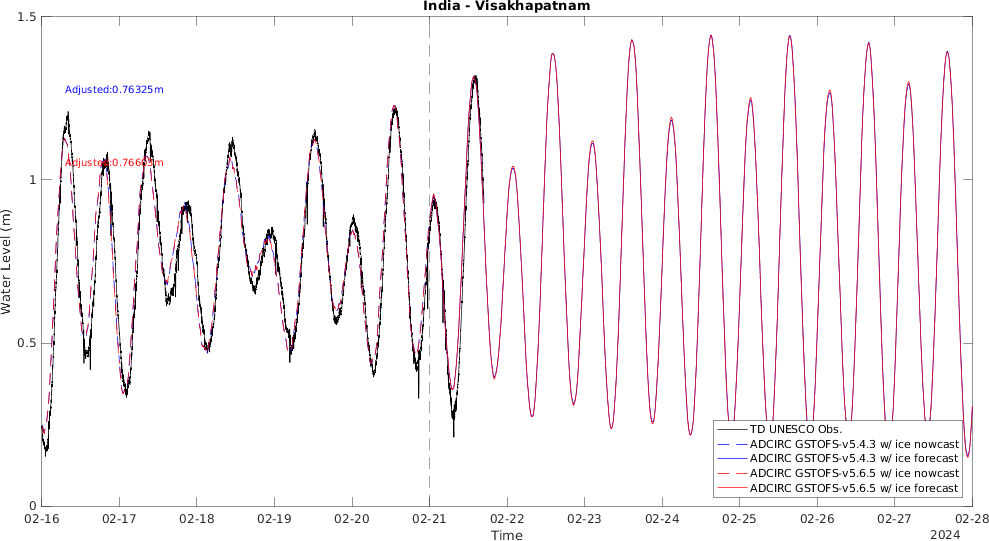 India - Visakhapatnam
1.5
1
0.5
0
Water Level (m)
Adjusted:0.76325m
TD UNESCO Obs.
ADCIRC GSTOFS-v5.4.3 w/ ice nowcast
ADCIRC GSTOFS-v5.4.3 w/ ice forecast
ADCIRC GSTOFS-v5.6.5 w/ ice nowcast
ADCIRC GSTOFS-v5.6.5 w/ ice forecast
02-16 02-17 02-18 02-19 02-20 02-21 02-22 02-23 02-24 02-25 02-26 02-27 02-28
Time
2024